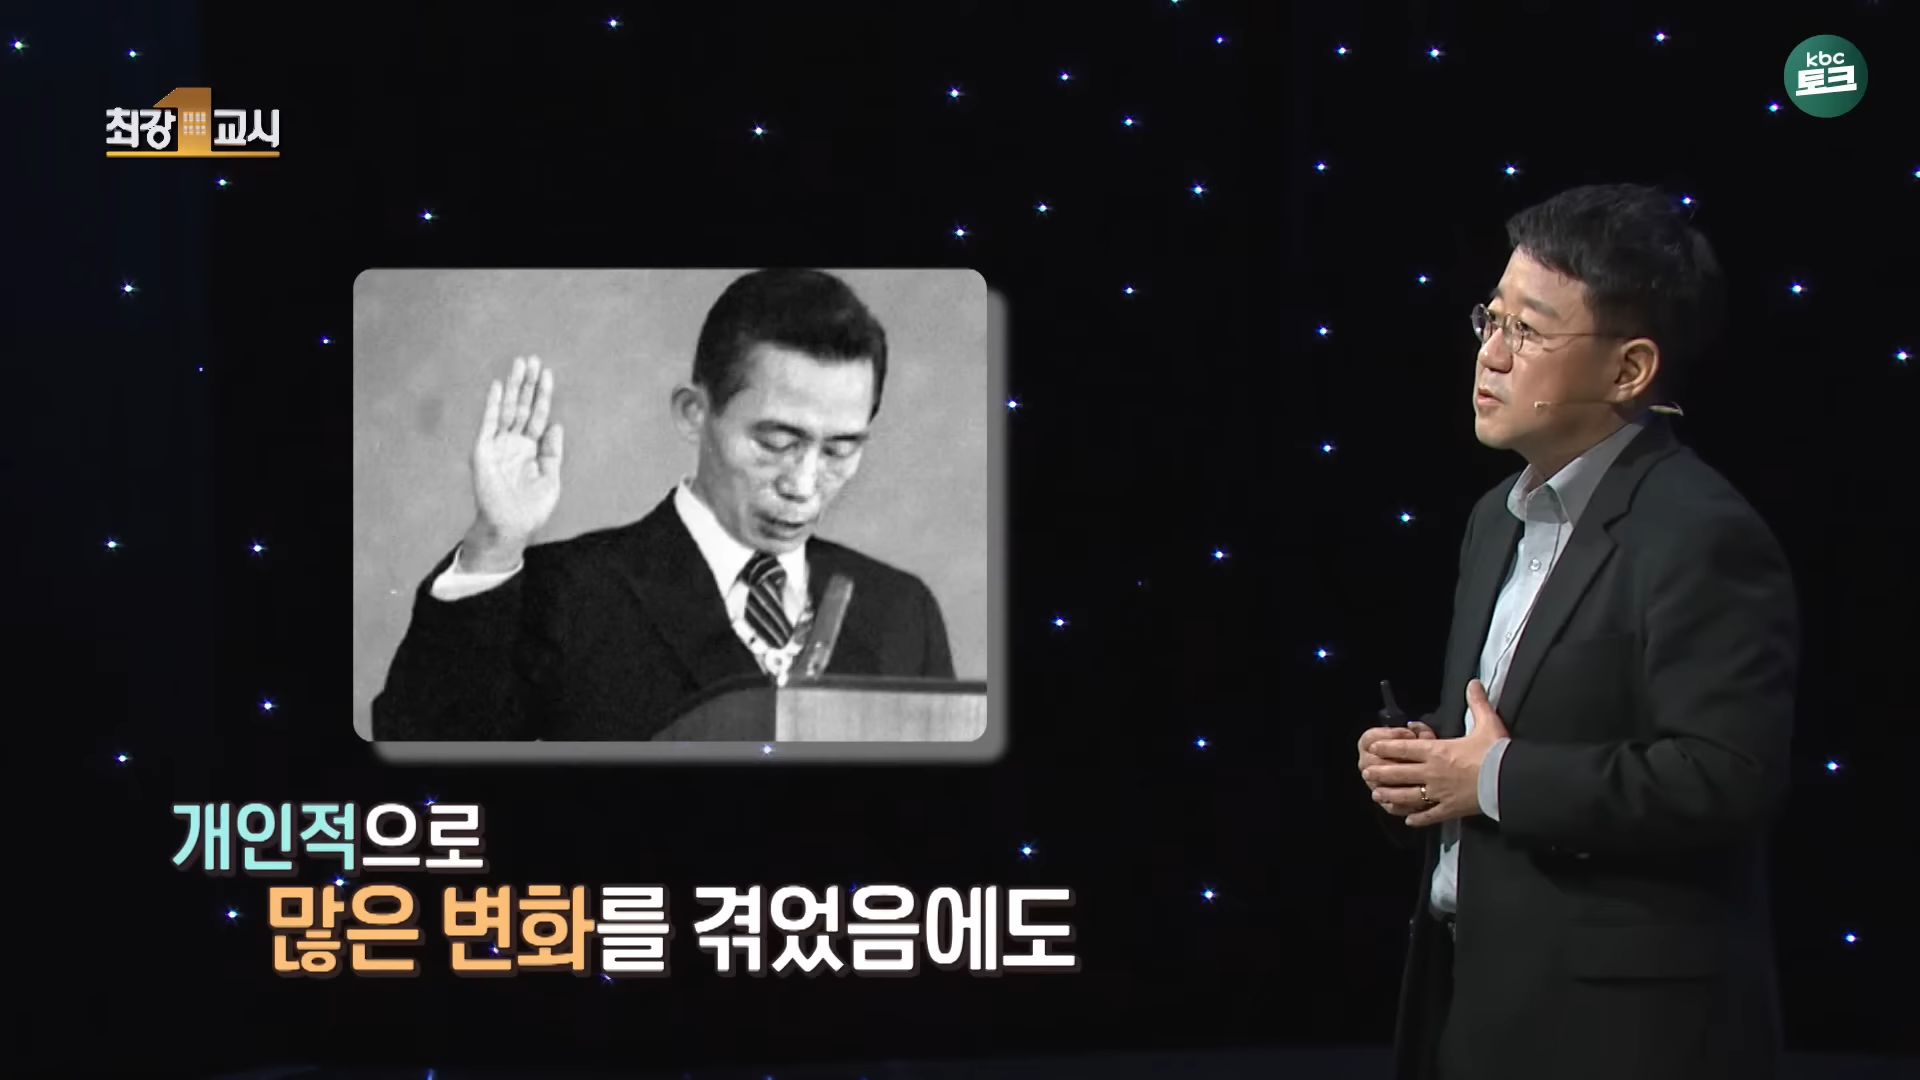 최강1교시
kbc
토크
개인적으로
많은 변화를 겪었음에도